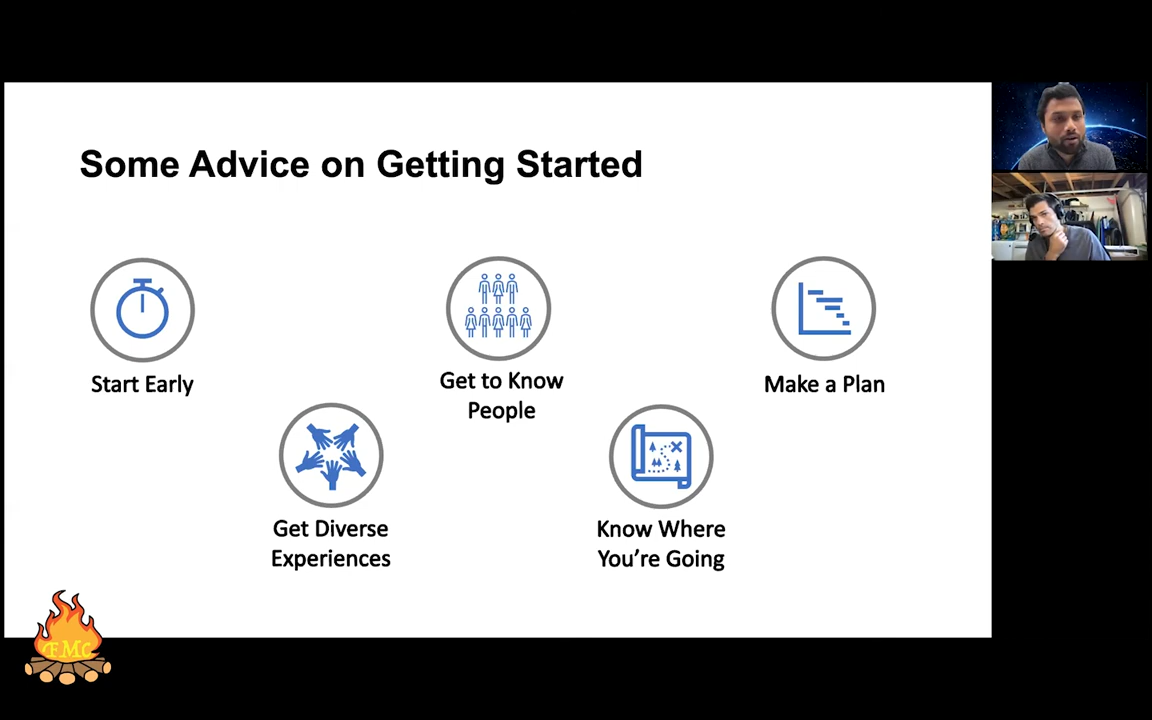 Some Advice on Getting Started
Start Early
Get to Know
People
Make a Plan
Get Diverse
Experiences
Know Where
You're Going
FMC